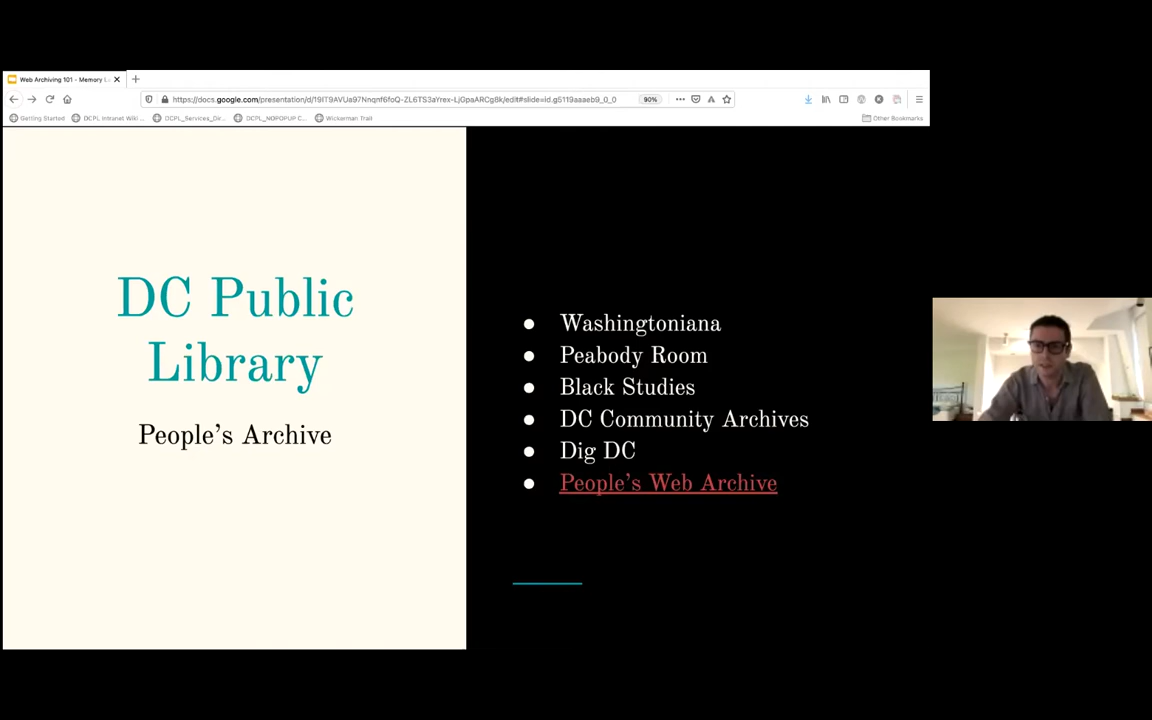 Web Archiving 101 - Memory L
https://docs.google.com/presentation/d/19IT9AVUa97Nnqnf6foQ-ZL6TS3aYrex-LjGpaARCg8k/edit#slide=id.g5119aaaeb9_0_0
90%
Getting Started
DCPL Intranet Wiki ...
DCPL_Services_Dir...
DCPL_NOPOPUP C...
Wickerman Trail
Other Bookmarks
DC Public
Library
People's Archive
● Washingtoniana
● Peabody Room
● Black Studies
● DC Community Archives
● Dig DC
● People's Web Archive